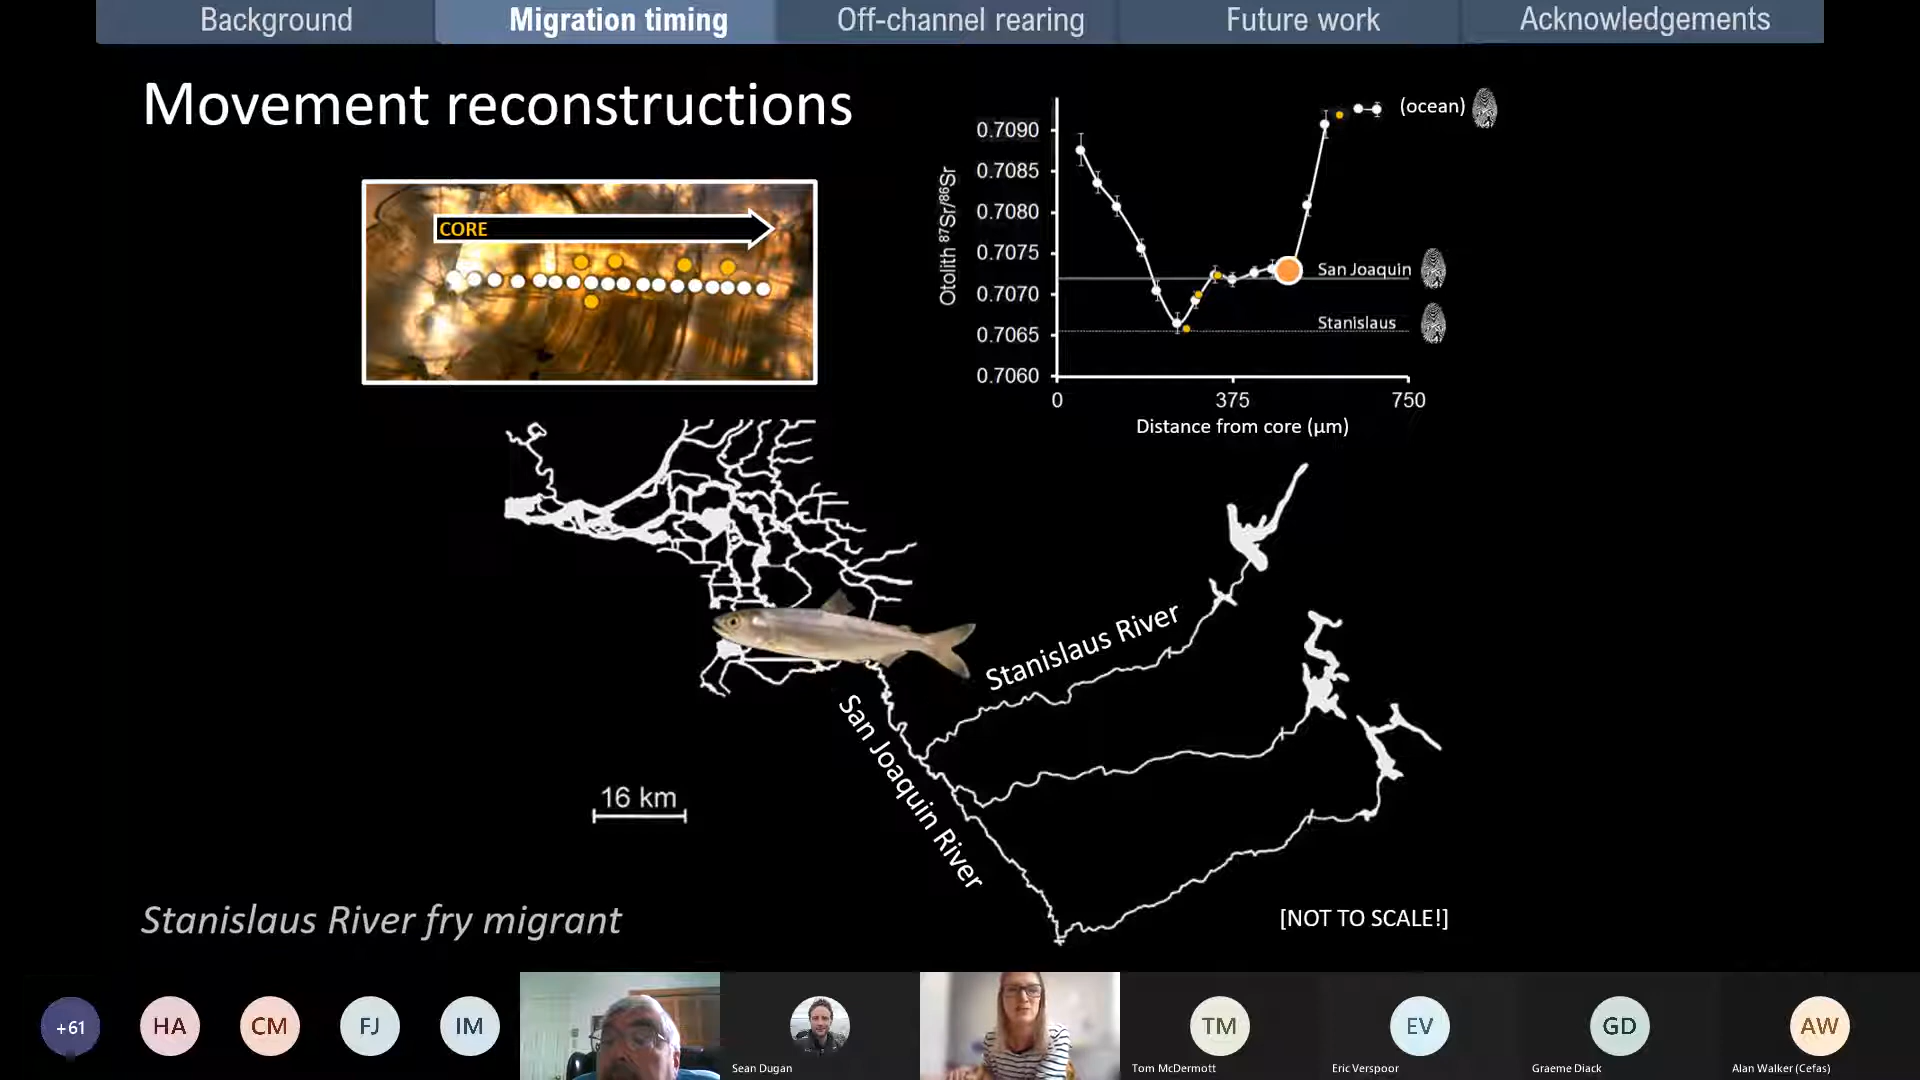 Background
Migration timing
Off-channel rearing
Future work
Acknowledgements
Movement reconstructions
CORE
Otolith ⁸⁷Sr/⁸⁶Sr
0.7090
0.7085
0.7080
0.7075
0.7070
0.7065
0.7060
(ocean)
San Joaquin
Stanislaus
0
375
750
Distance from core (µm)
Stanislaus River
San Joaquin River
16 km
Stanislaus River fry migrant
[NOT TO SCALE!]
+61
HA
CM
FJ
IM
Sean Dugan
TM
Tom McDermott
EV
Eric Verspoor
GD
Graeme Diack
AW
Alan Walker (Cefas)